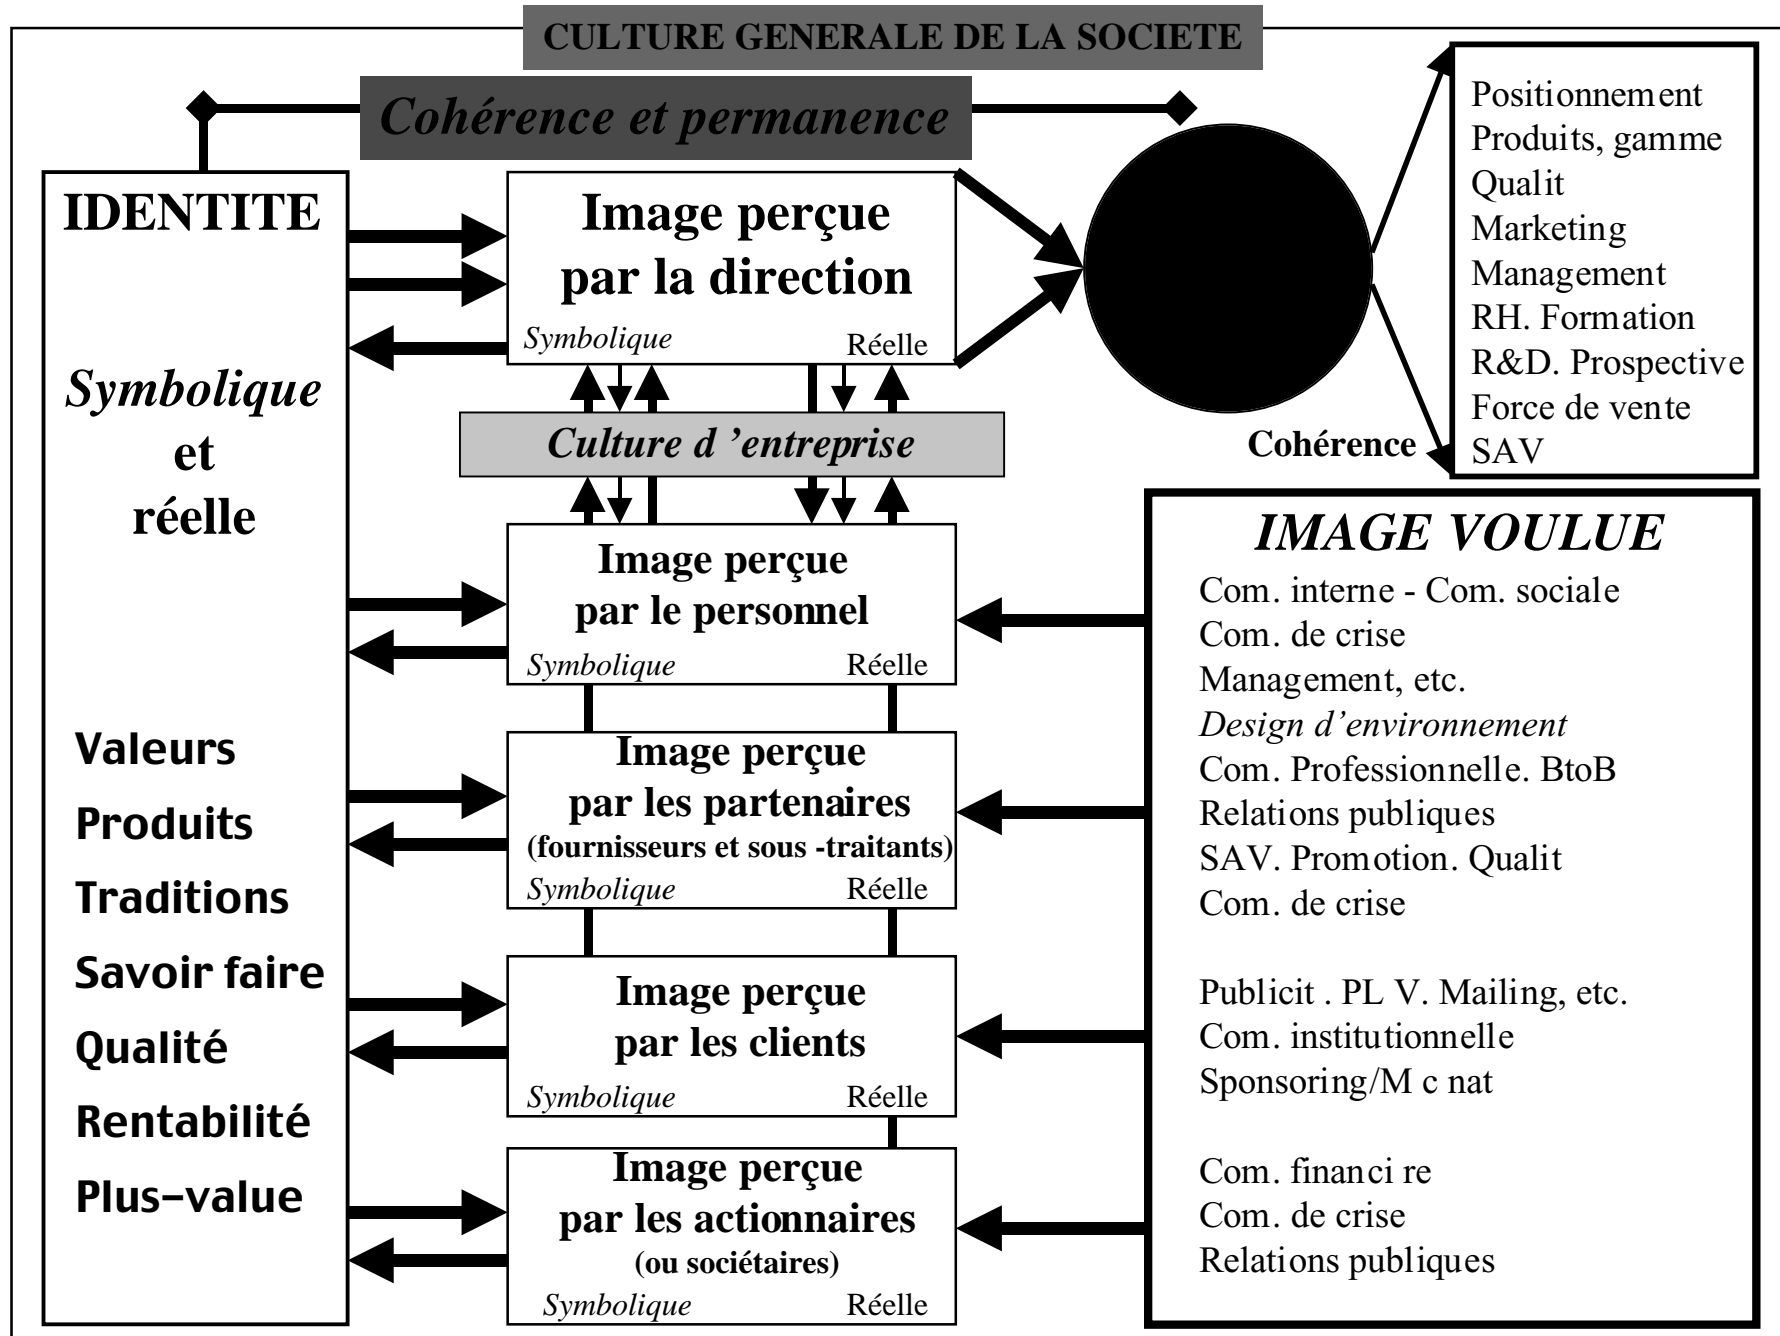 CULTURE GENERALE DE LA SOCIETE
Cohérence et permanence
IDENTITE
Symbolique
et
réelle
Valeurs
Produits
Traditions
Savoir faire
Qualité
Rentabilité
Plus-value
Image perçue
par la direction
Symbolique Réelle
Culture d ’entreprise
Image perçue
par le personnel
Symbolique Réelle
Image perçue
par les partenaires
(fournisseurs et sous -traitants)
Symbolique Réelle
Image perçue
par les clients
Symbolique Réelle
Image perçue
par les actionnaires
(ou sociétaires)
Symbolique Réelle
Positionnement
Produits, gamme
Qualit
Marketing
Management
RH. Formation
R&D. Prospective
Force de vente
SAV
Cohérence
IMAGE VOULUE
Com. interne - Com. sociale
Com. de crise
Management, etc.
Design d’environnement
Com. Professionnelle. BtoB
Relations publiques
SAV. Promotion. Qualit
Com. de crise
Publicit . PL V. Mailing, etc.
Com. institutionnelle
Sponsoring/M c nat
Com. financi re
Com. de crise
Relations publiques